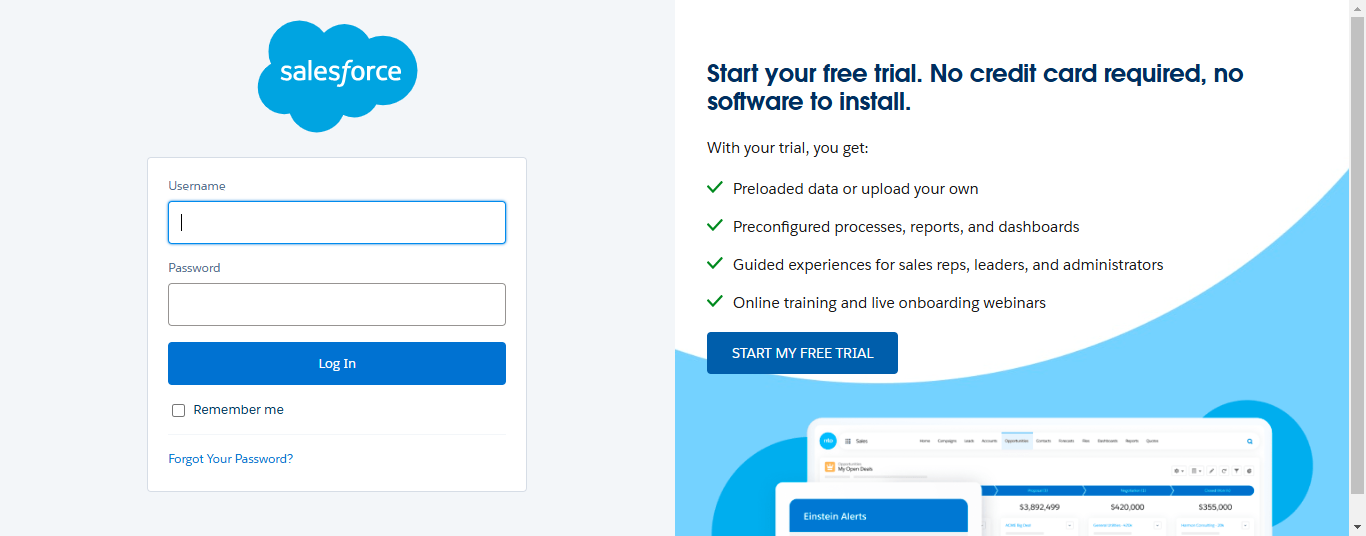 salesforce
Username
Password
Log In
Remember me
Forgot Your Password?
Start your free trial. No credit card required, no
software to install.
With your trial, you get:
Preloaded data or upload your own
Preconfigured processes, reports, and dashboards
Guided experiences for sales reps, leaders, and administrators
Online training and live onboarding webinars
START MY FREE TRIAL
Sales Home Campaigns Leads Accounts Opportunities Contacts Forecasts Files Dashboards Reports Quotes
Opportunities
My Open Deals
$3,892,499 $420,000 $355,000
Einstein Alerts